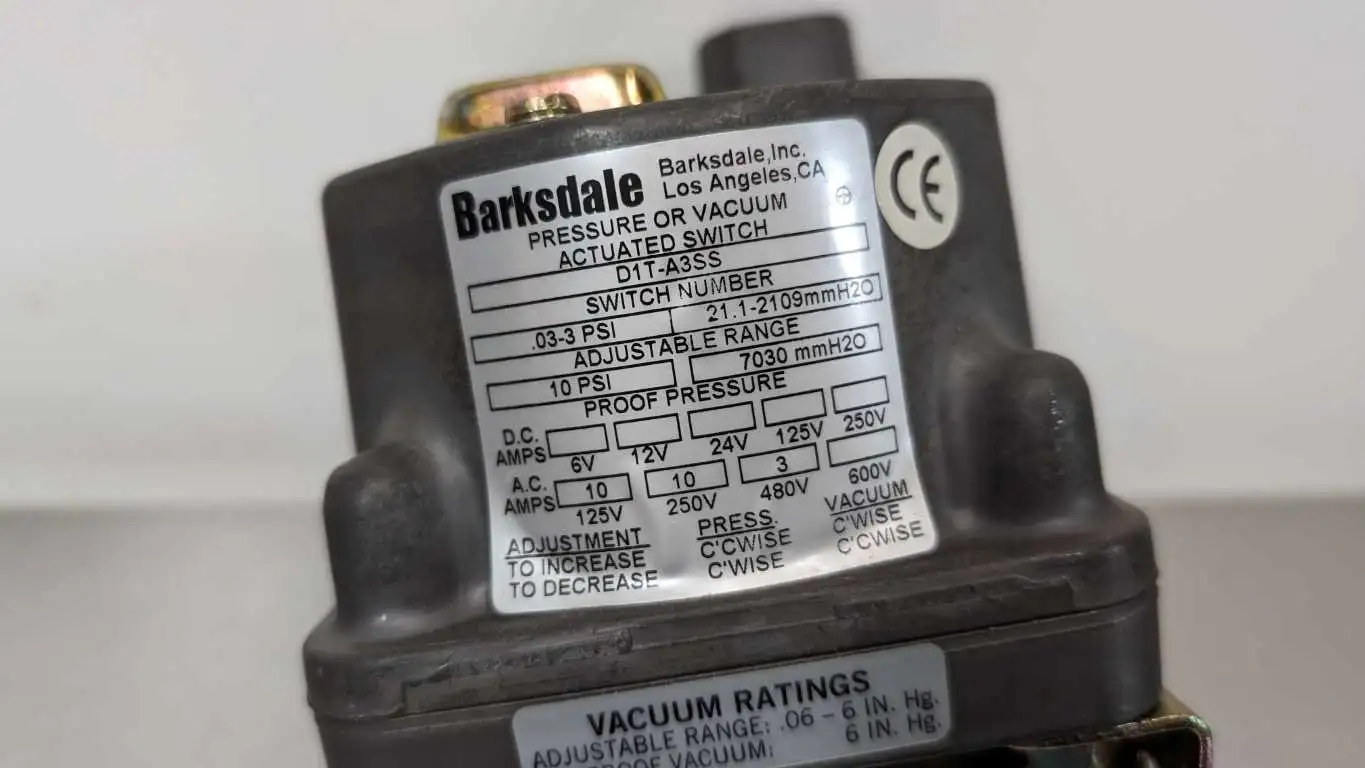 Barksdale
Barksdale,Inc.
Los Angeles,CA
CE
PRESSURE OR VACUUM
ACTUATED SWITCH
D1T-A3SS
SWITCH NUMBER
.03-3 PSI 21.1-2109mmH2O
ADJUSTABLE RANGE
10 PSI 7030 mmH2O
PROOF PRESSURE
D.C.
AMPS
6V 12V 24V 125V 250V
A.C.
AMPS 10 10 3
125V 250V 480V 600V
ADJUSTMENT PRESS. VACUUM
TO INCREASE C'CWISE C'WISE
TO DECREASE C'WISE C'CWISE
VACUUM RATINGS
ADJUSTABLE RANGE: .06 – 6 IN. Hg.
PROOF VACUUM: 6 IN. Hg.